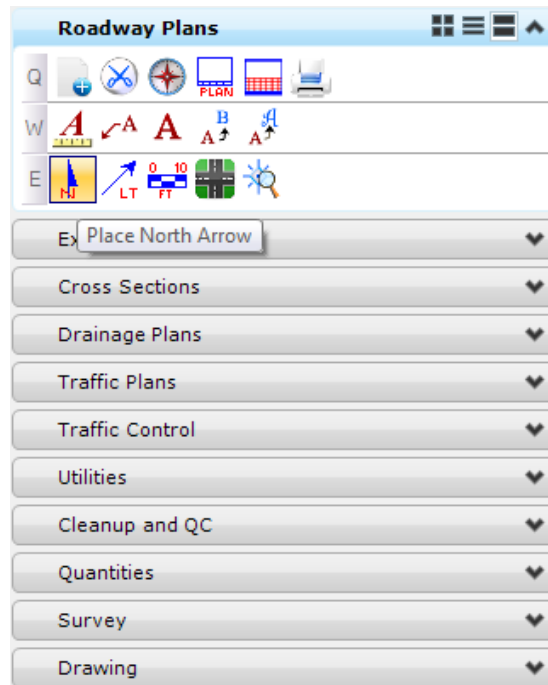 Roadway Plans
Q
PLAN
W A A A A B A A
E N LT 0 10 FT
Ex
Place North Arrow
Cross Sections
Drainage Plans
Traffic Plans
Traffic Control
Utilities
Cleanup and QC
Quantities
Survey
Drawing